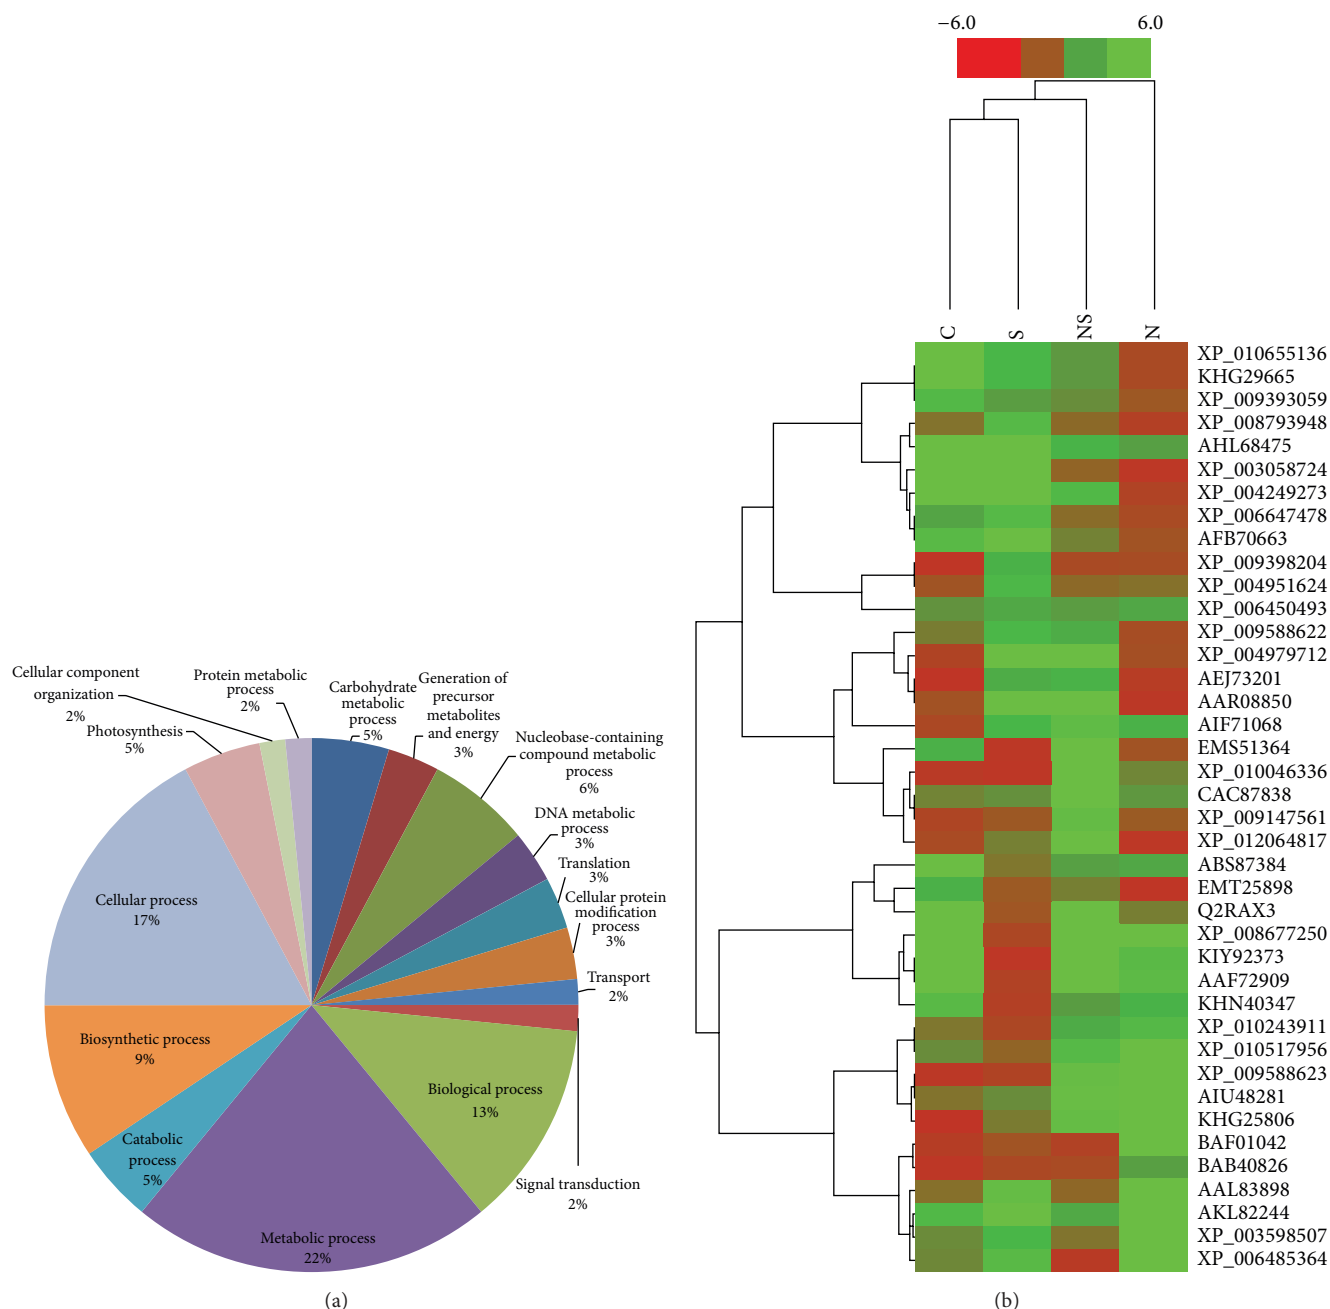 Cellular component
organization
2%
Protein metabolic
process
2%
Photosynthesis
5%
Carbohydrate
metabolic
process
5%
Generation of
precursor
metabolites
and energy
3%
Nucleobase-containing
compound metabolic
process
6%
DNA metabolic
process
3%
Translation
3%
Cellular protein
modification
process
3%
Transport
2%
Cellular process
17%
Biosynthetic process
9%
Biological process
13%
Catabolic
process
5%
Signal transduction
2%
Metabolic process
22%
(a)
−6.0 6.0
C S NS N
XP_010655136
KHG29665
XP_009393059
XP_008793948
AHL68475
XP_003058724
XP_004249273
XP_006647478
AFB70663
XP_009398204
XP_004951624
XP_006450493
XP_009588622
XP_004979712
AEJ73201
AAR08850
AIF71068
EMS51364
XP_010046336
CAC87838
XP_009147561
XP_012064817
ABS87384
EMT25898
Q2RAX3
XP_008677250
KIY92373
AAF72909
KHN40347
XP_010243911
XP_010517956
XP_009588623
AIU48281
KHG25806
BAF01042
BAB40826
AAL83898
AKL82244
XP_003598507
XP_006485364
(b)